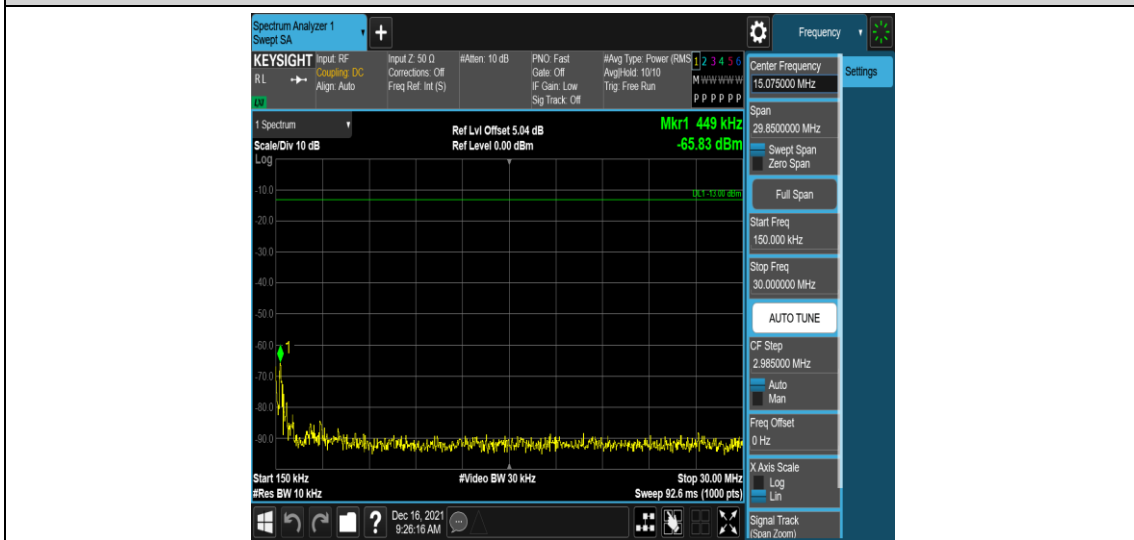 Spectrum Analyzer 1
Swept SA
+
Frequency
KEYSIGHT
RL
LXI
Input: RF
Coupling: DC
Align: Auto
Input Z: 50 Ω
Corrections: Off
Freq Ref: Int (S)
#Atten: 10 dB
PNO: Fast
Gate: Off
IF Gain: Low
Sig Track: Off
#Avg Type: Power (RMS
Avg|Hold: 10/10
Trig: Free Run
1 2 3 4 5 6
M W W W W W
P P P P P P
1 Spectrum
Scale/Div 10 dB
Log
Ref Lvl Offset 5.04 dB
Ref Level 0.00 dBm
Mkr1 449 kHz
-65.83 dBm
DL1 -13.00 dBm
-10.0
-20.0
-30.0
-40.0
-50.0
-60.0
1
-70.0
-80.0
-90.0
Start 150 kHz
#Res BW 10 kHz
#Video BW 30 kHz
Stop 30.00 MHz
Sweep 92.6 ms (1000 pts)
?
Dec 16, 2021
9:26:16 AM
Center Frequency
15.075000 MHz
Settings
Span
29.8500000 MHz
Swept Span
Zero Span
Full Span
Start Freq
150.000 kHz
Stop Freq
30.000000 MHz
AUTO TUNE
CF Step
2.985000 MHz
Auto
Man
Freq Offset
0 Hz
X Axis Scale
Log
Lin
Signal Track
(Span Zoom)